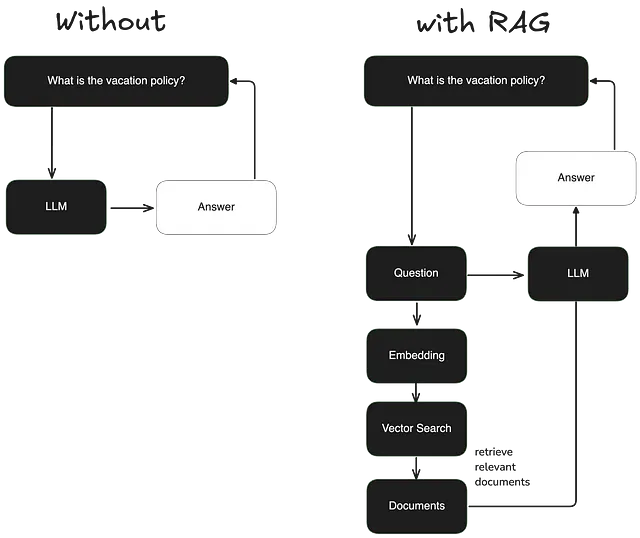 Without
What is the vacation policy?
LLM
Answer
with RAG
What is the vacation policy?
Answer
Question
LLM
Embedding
Vector Search
retrieve
relevant
documents
Documents